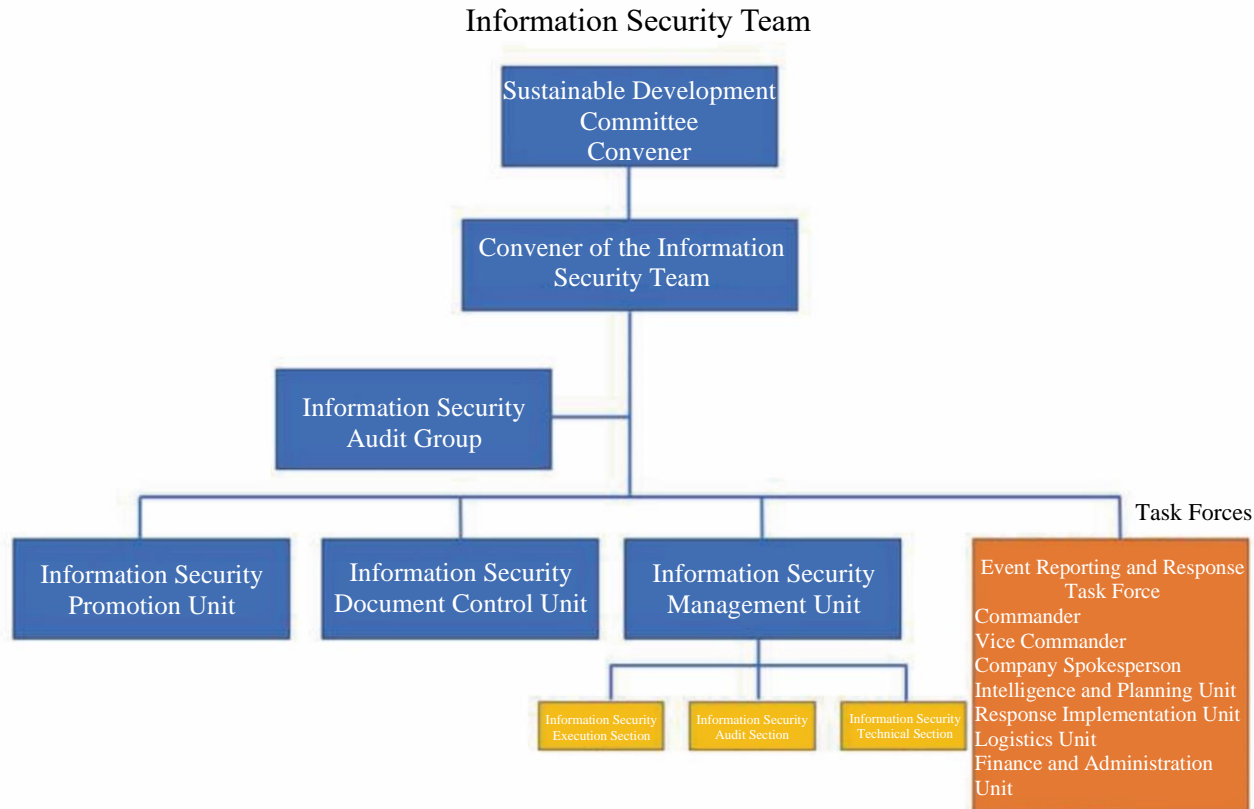 Information Security Team
Sustainable Development
Committee
Convener
Convener of the Information
Security Team
Information Security
Audit Group
Task Forces
Information Security
Promotion Unit
Information Security
Document Control Unit
Information Security
Management Unit
Event Reporting and Response
Task Force
Commander
Vice Commander
Company Spokesperson
Intelligence and Planning Unit
Response Implementation Unit
Logistics Unit
Finance and Administration
Unit
Information Security
Execution Section
Information Security
Audit Section
Information Security
Technical Section